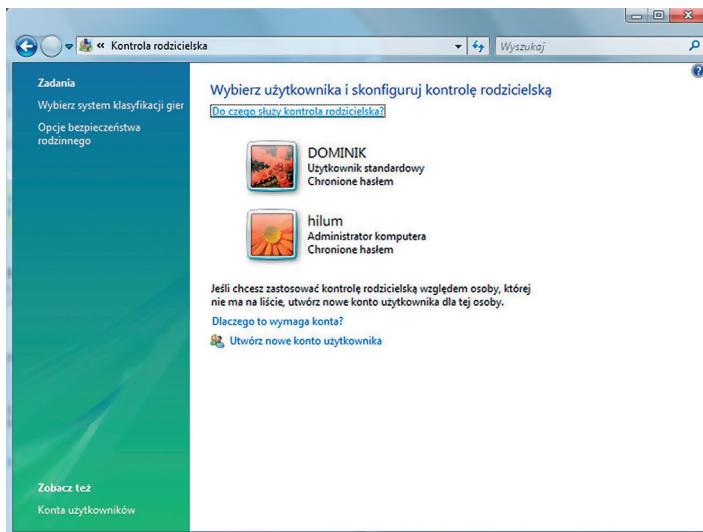 « Kontrola rodzicielska
Wyszukaj
Zadania
Wybierz system klasyfikacji gier
Opcje bezpieczeństwa
rodzinnego
Wybierz użytkownika i skonfiguruj kontrolę rodzicielską
Do czego służy kontrola rodzicielska?
DOMINIK
Użytkownik standardowy
Chronione hasłem
hilum
Administrator komputera
Chronione hasłem
Jeśli chcesz zastosować kontrolę rodzicielską względem osoby, której
nie ma na liście, utwórz nowe konto użytkownika dla tej osoby.
Dlaczego to wymaga konta?
Utwórz nowe konto użytkownika
Zobacz też
Konta użytkowników